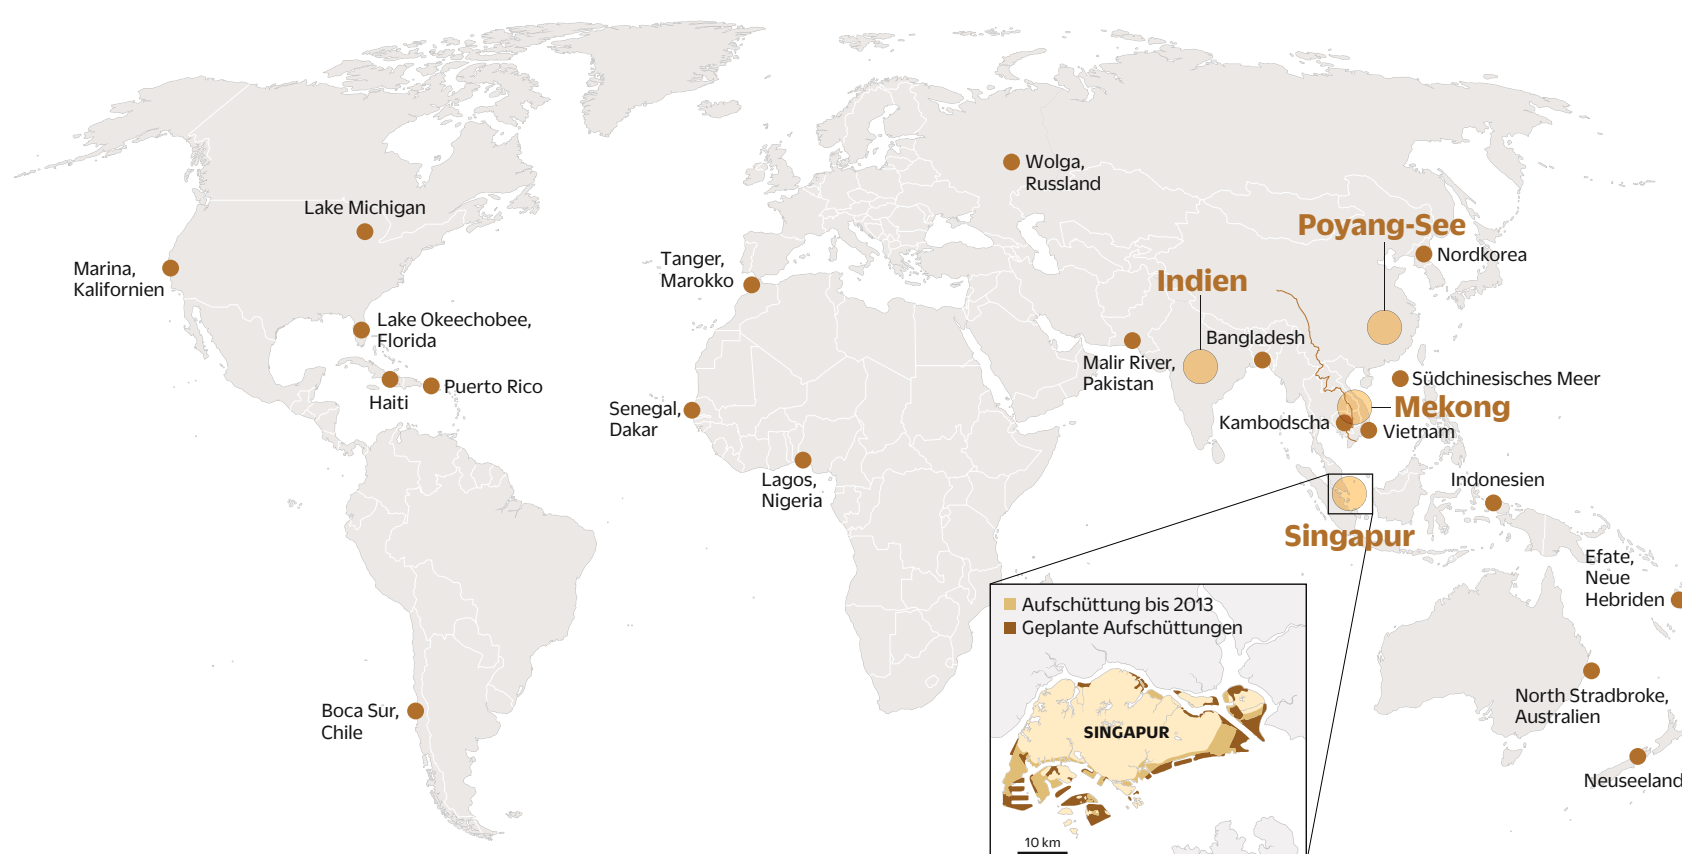 Wolga,
Russland
Lake Michigan
Poyang-See
Nordkorea
Tanger,
Marokko
Marina,
Kalifornien
Indien
Lake Okeechobee,
Florida
Bangladesh
Malir River,
Pakistan
Puerto Rico
Haiti
Südchinesisches Meer
Mekong
Senegal,
Dakar
Kambodscha
Vietnam
Lagos,
Nigeria
Indonesien
Singapur
Efate,
Neue
Hebriden
Aufschüttung bis 2013
Geplante Aufschüttungen
SINGAPUR
10 km
Boca Sur,
Chile
North Stradbroke,
Australien
Neuseeland